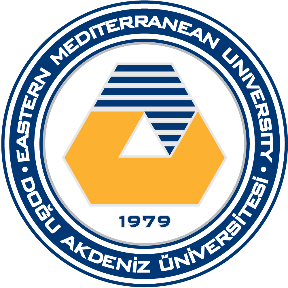 EASTERN MEDITERRANEAN UNIVERSITY
1979
DOĞU AKDENİZ ÜNİVERSİTESİ